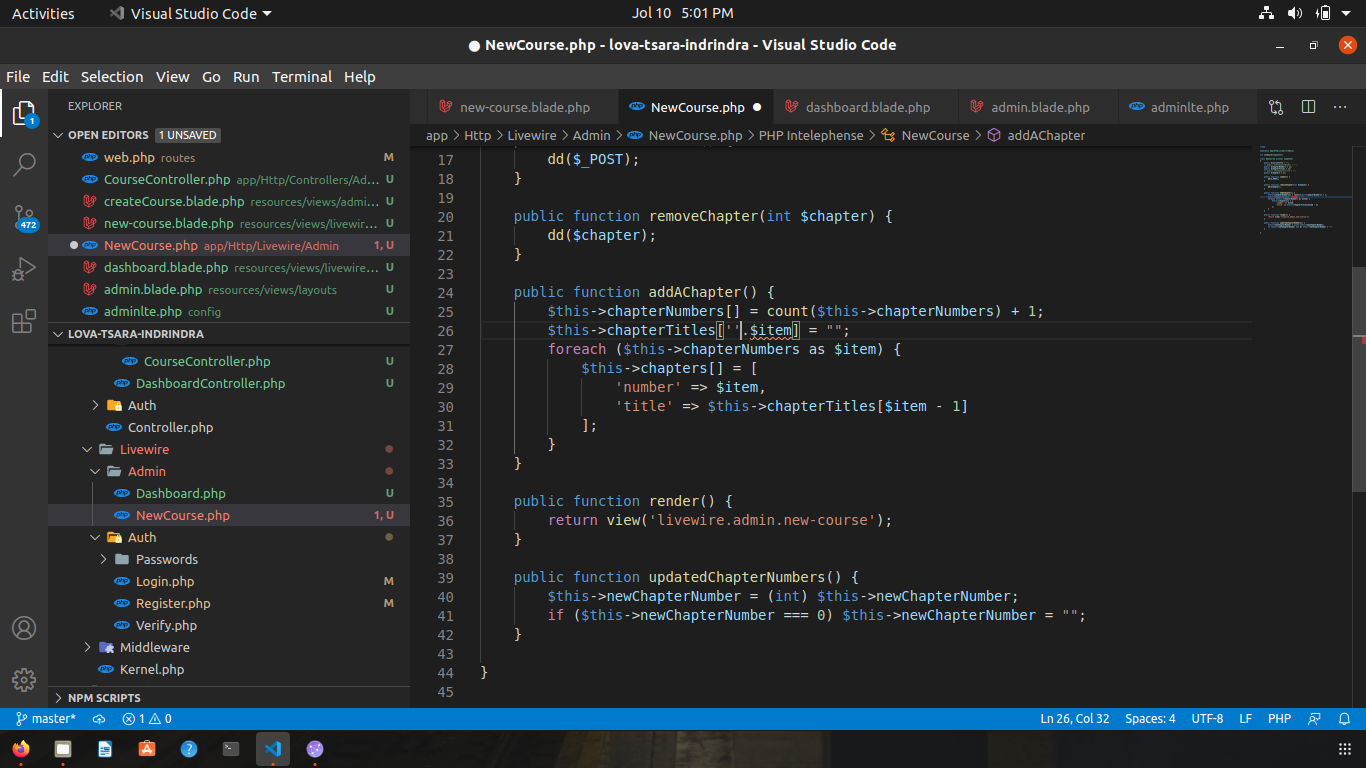 Activities Visual Studio Code Jol 10 5:01 PM
● NewCourse.php - lova-tsara-indrindra - Visual Studio Code
File Edit Selection View Go Run Terminal Help
EXPLORER
OPEN EDITORS 1 UNSAVED
web.php routes M
CourseController.php app/Http/Controllers/Ad... U
createCourse.blade.php resources/views/admi... U
new-course.blade.php resources/views/livewir... U
NewCourse.php app/Http/Livewire/Admin 1, U
dashboard.blade.php resources/views/livewire... U
admin.blade.php resources/views/layouts U
adminlte.php config U
LOVA-TSARA-INDRINDRA
CourseController.php U
DashboardController.php U
Auth
Controller.php
Livewire
Admin
Dashboard.php U
NewCourse.php 1, U
Auth
Passwords
Login.php M
Register.php M
Verify.php
Middleware
Kernel.php
NPM SCRIPTS
1
472
new-course.blade.php NewCourse.php ● dashboard.blade.php admin.blade.php adminlte.php
app > Http > Livewire > Admin > NewCourse.php > PHP Intelephense > NewCourse > addAChapter
17 dd($_POST);
18 }
19
20 public function removeChapter(int $chapter) {
21 dd($chapter);
22 }
23
24 public function addAChapter() {
25 $this->chapterNumbers[] = count($this->chapterNumbers) + 1;
26 $this->chapterTitles[''.$item] = "";
27 foreach ($this->chapterNumbers as $item) {
28 $this->chapters[] = [
29 'number' => $item,
30 'title' => $this->chapterTitles[$item - 1]
31 ];
32 }
33 }
34
35 public function render() {
36 return view('livewire.admin.new-course');
37 }
38
39 public function updatedChapterNumbers() {
40 $this->newChapterNumber = (int) $this->newChapterNumber;
41 if ($this->newChapterNumber === 0) $this->newChapterNumber = "";
42 }
43
44 }
45
master* 1 0 Ln 26, Col 32 Spaces: 4 UTF-8 LF PHP